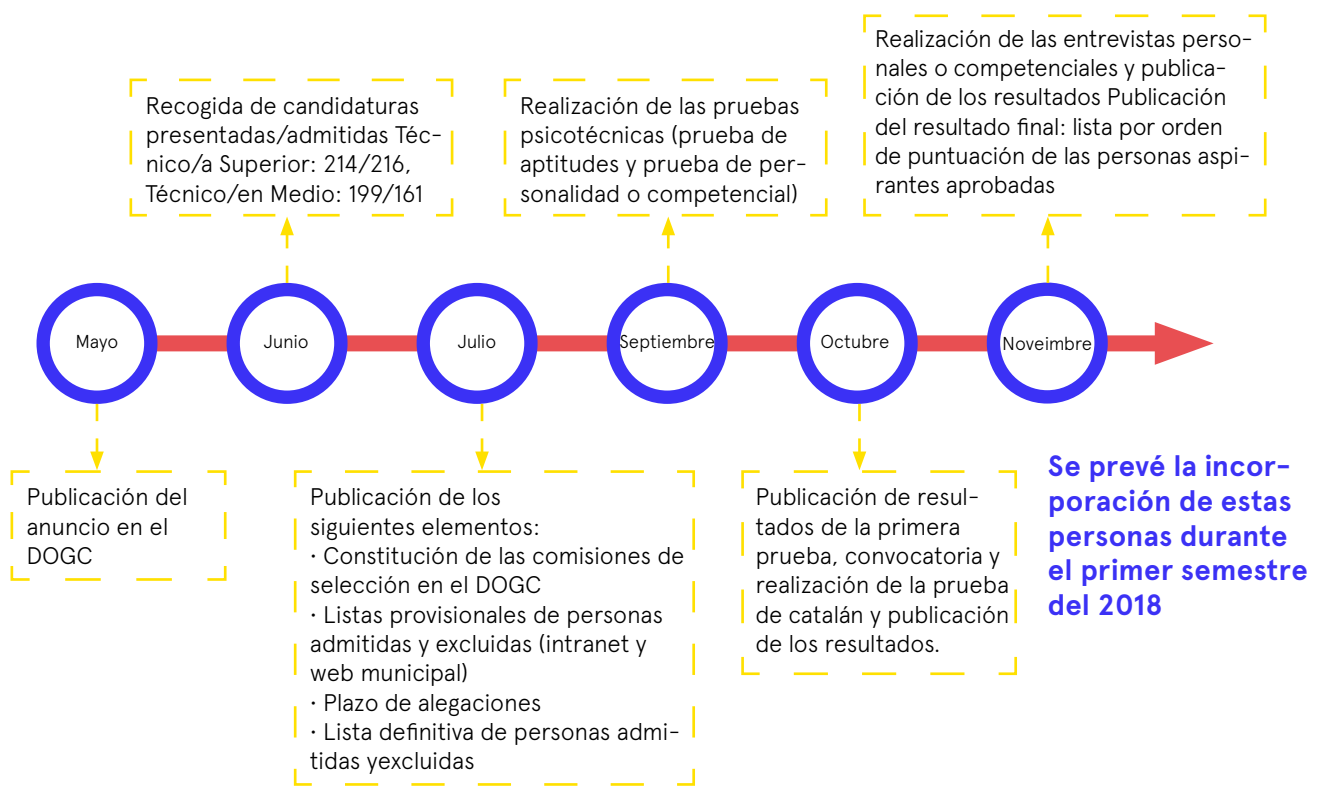 Realización de las entrevistas perso-
nales o competenciales y publica-
ción de los resultados Publicación
del resultado final: lista por orden
de puntuación de las personas aspi-
rantes aprobadas
Recogida de candidaturas
presentadas/admitidas Téc-
nico/a Superior: 214/216,
Técnico/en Medio: 199/161
Realización de las pruebas
psicotécnicas (prueba de
aptitudes y prueba de per-
sonalidad o competencial)
Mayo
Junio
Julio
Septiembre
Octubre
Noveimbre
Publicación del
anuncio en el
DOGC
Publicación de los
siguientes elementos:
· Constitución de las comisiones de
selección en el DOGC
· Listas provisionales de personas
admitidas y excluidas (intranet y
web municipal)
· Plazo de alegaciones
· Lista definitiva de personas admi-
tidas yexcluidas
Publicación de resul-
tados de la primera
prueba, convocatoria y
realización de la prueba
de catalán y publicación
de los resultados.
Se prevé la incor-
poración de estas
personas durante
el primer semestre
del 2018